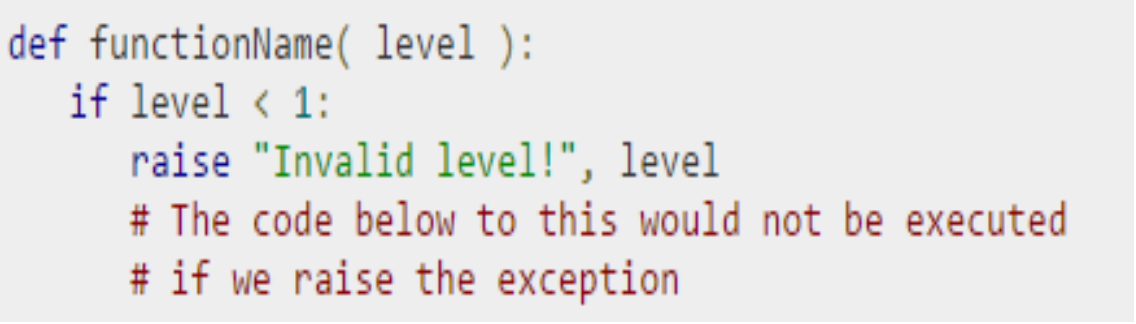 def functionName( level ):
   if level < 1:
      raise "Invalid level!", level
      # The code below to this would not be executed
      # if we raise the exception